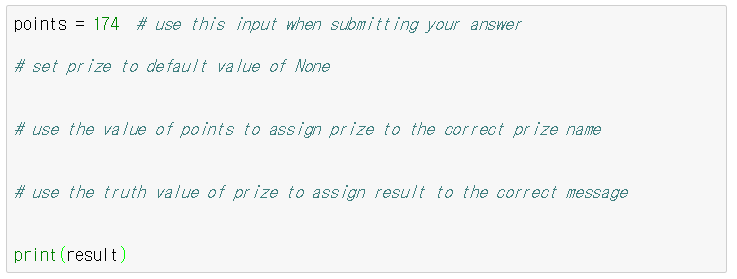 points = 174  # use this input when submitting your answer
# set prize to default value of None
# use the value of points to assign prize to the correct prize name
# use the truth value of prize to assign result to the correct message
print(result)